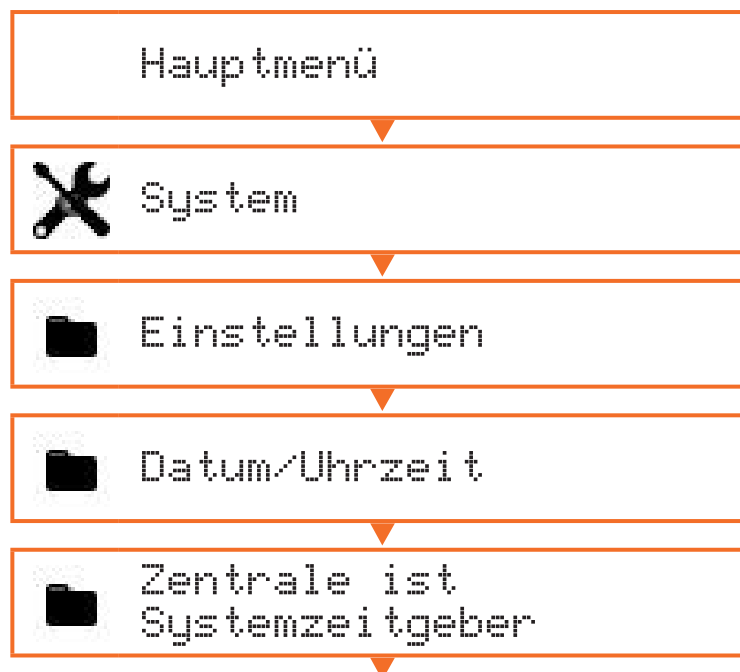 Hauptmenü
System
Einstellungen
Datum/Uhrzeit
Zentrale ist
Systemzeitgeber